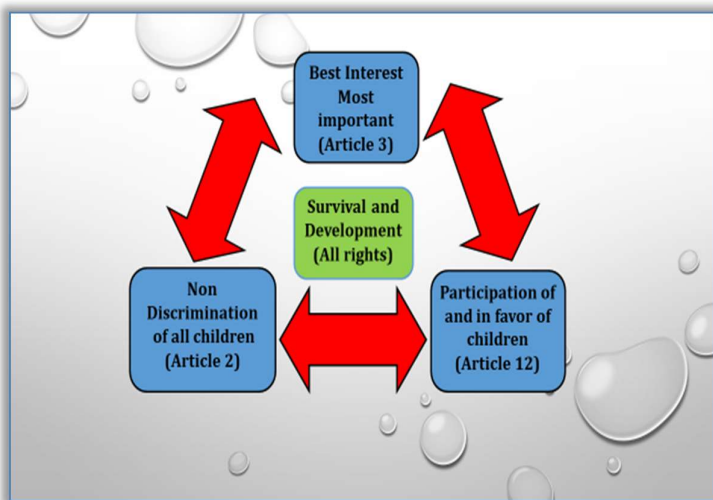 Best Interest
Most
important
(Article 3)
Survival and
Development
(All rights)
Non
Discrimination
of all children
(Article 2)
Participation of
and in favor of
children
(Article 12)